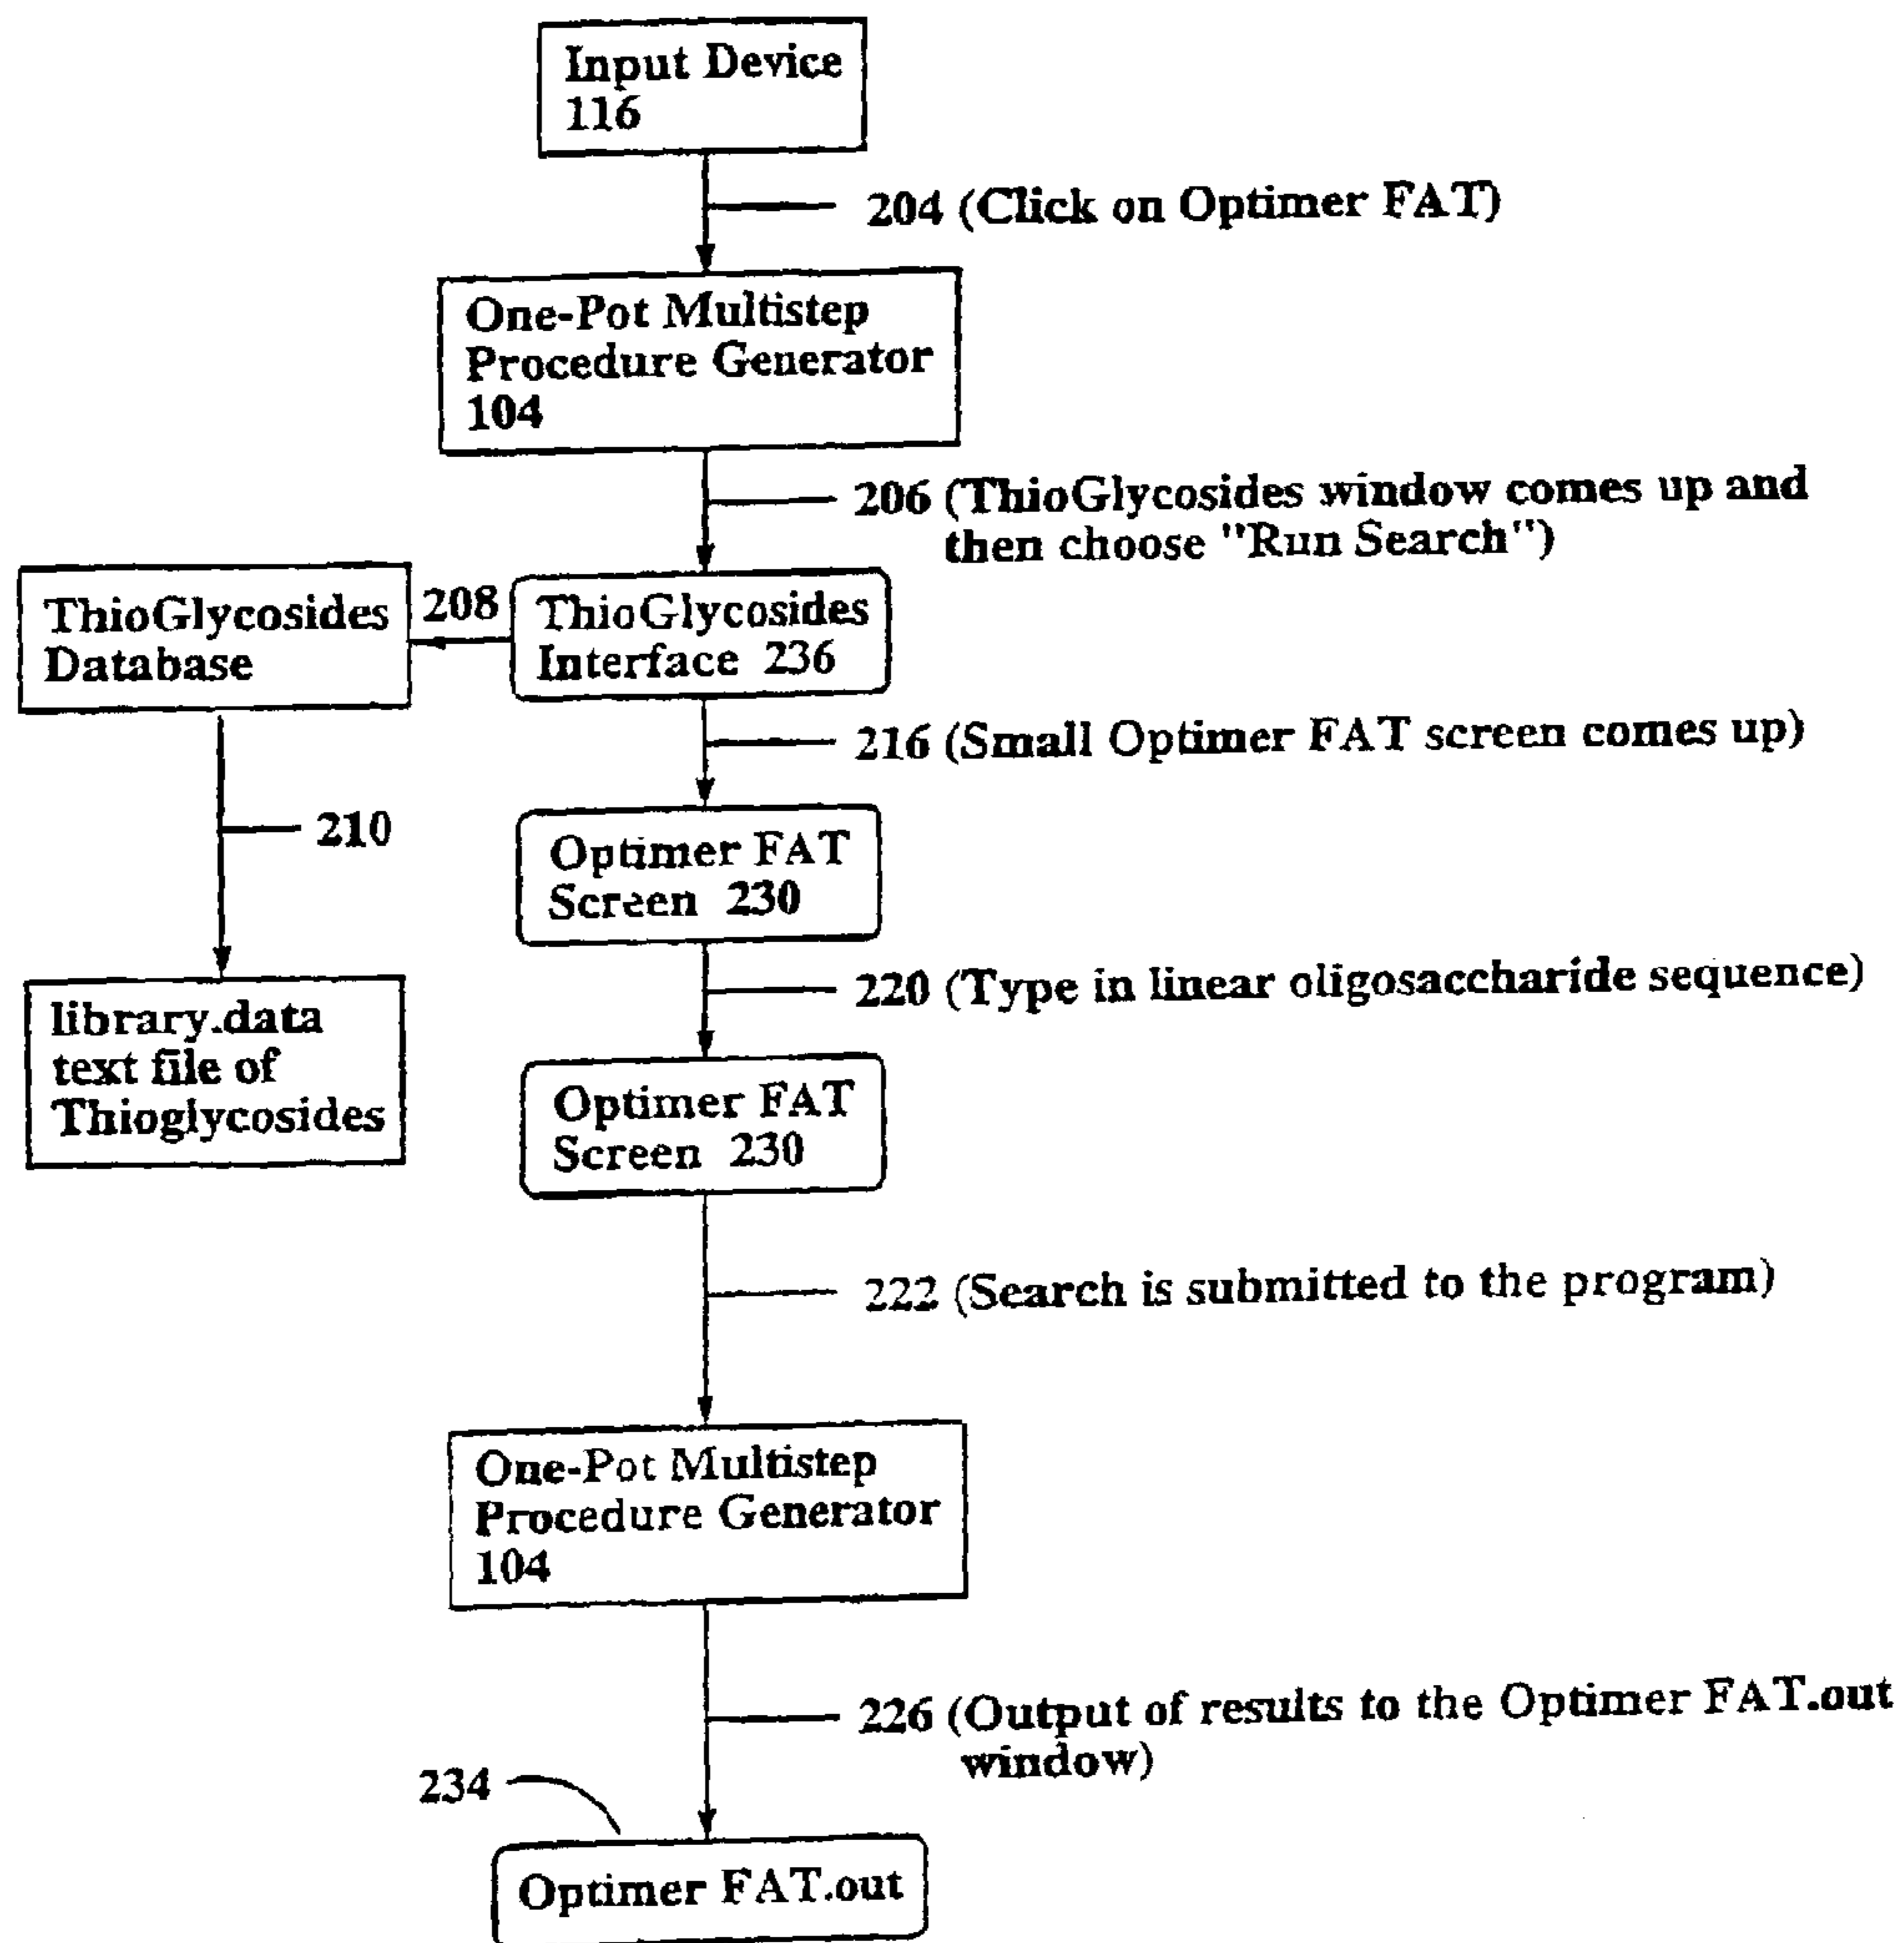 Input Device
116
204 (Click on Optimer FAT)
One-Pot Multistep
Procedure Generator
104
206 (ThioGlycosides window comes up and
then choose "Run Search")
ThioGlycosides
Database
208
ThioGlycosides
Interface 236
216 (Small Optimer FAT screen comes up)
210
Optimer FAT
Screen 230
220 (Type in linear oligosaccharide sequence)
library.data
text file of
Thioglycosides
Optimer FAT
Screen 230
222 (Search is submitted to the program)
One-Pot Multistep
Procedure Generator
104
226 (Output of results to the Optimer FAT.out
window)
234
Optimer FAT.out